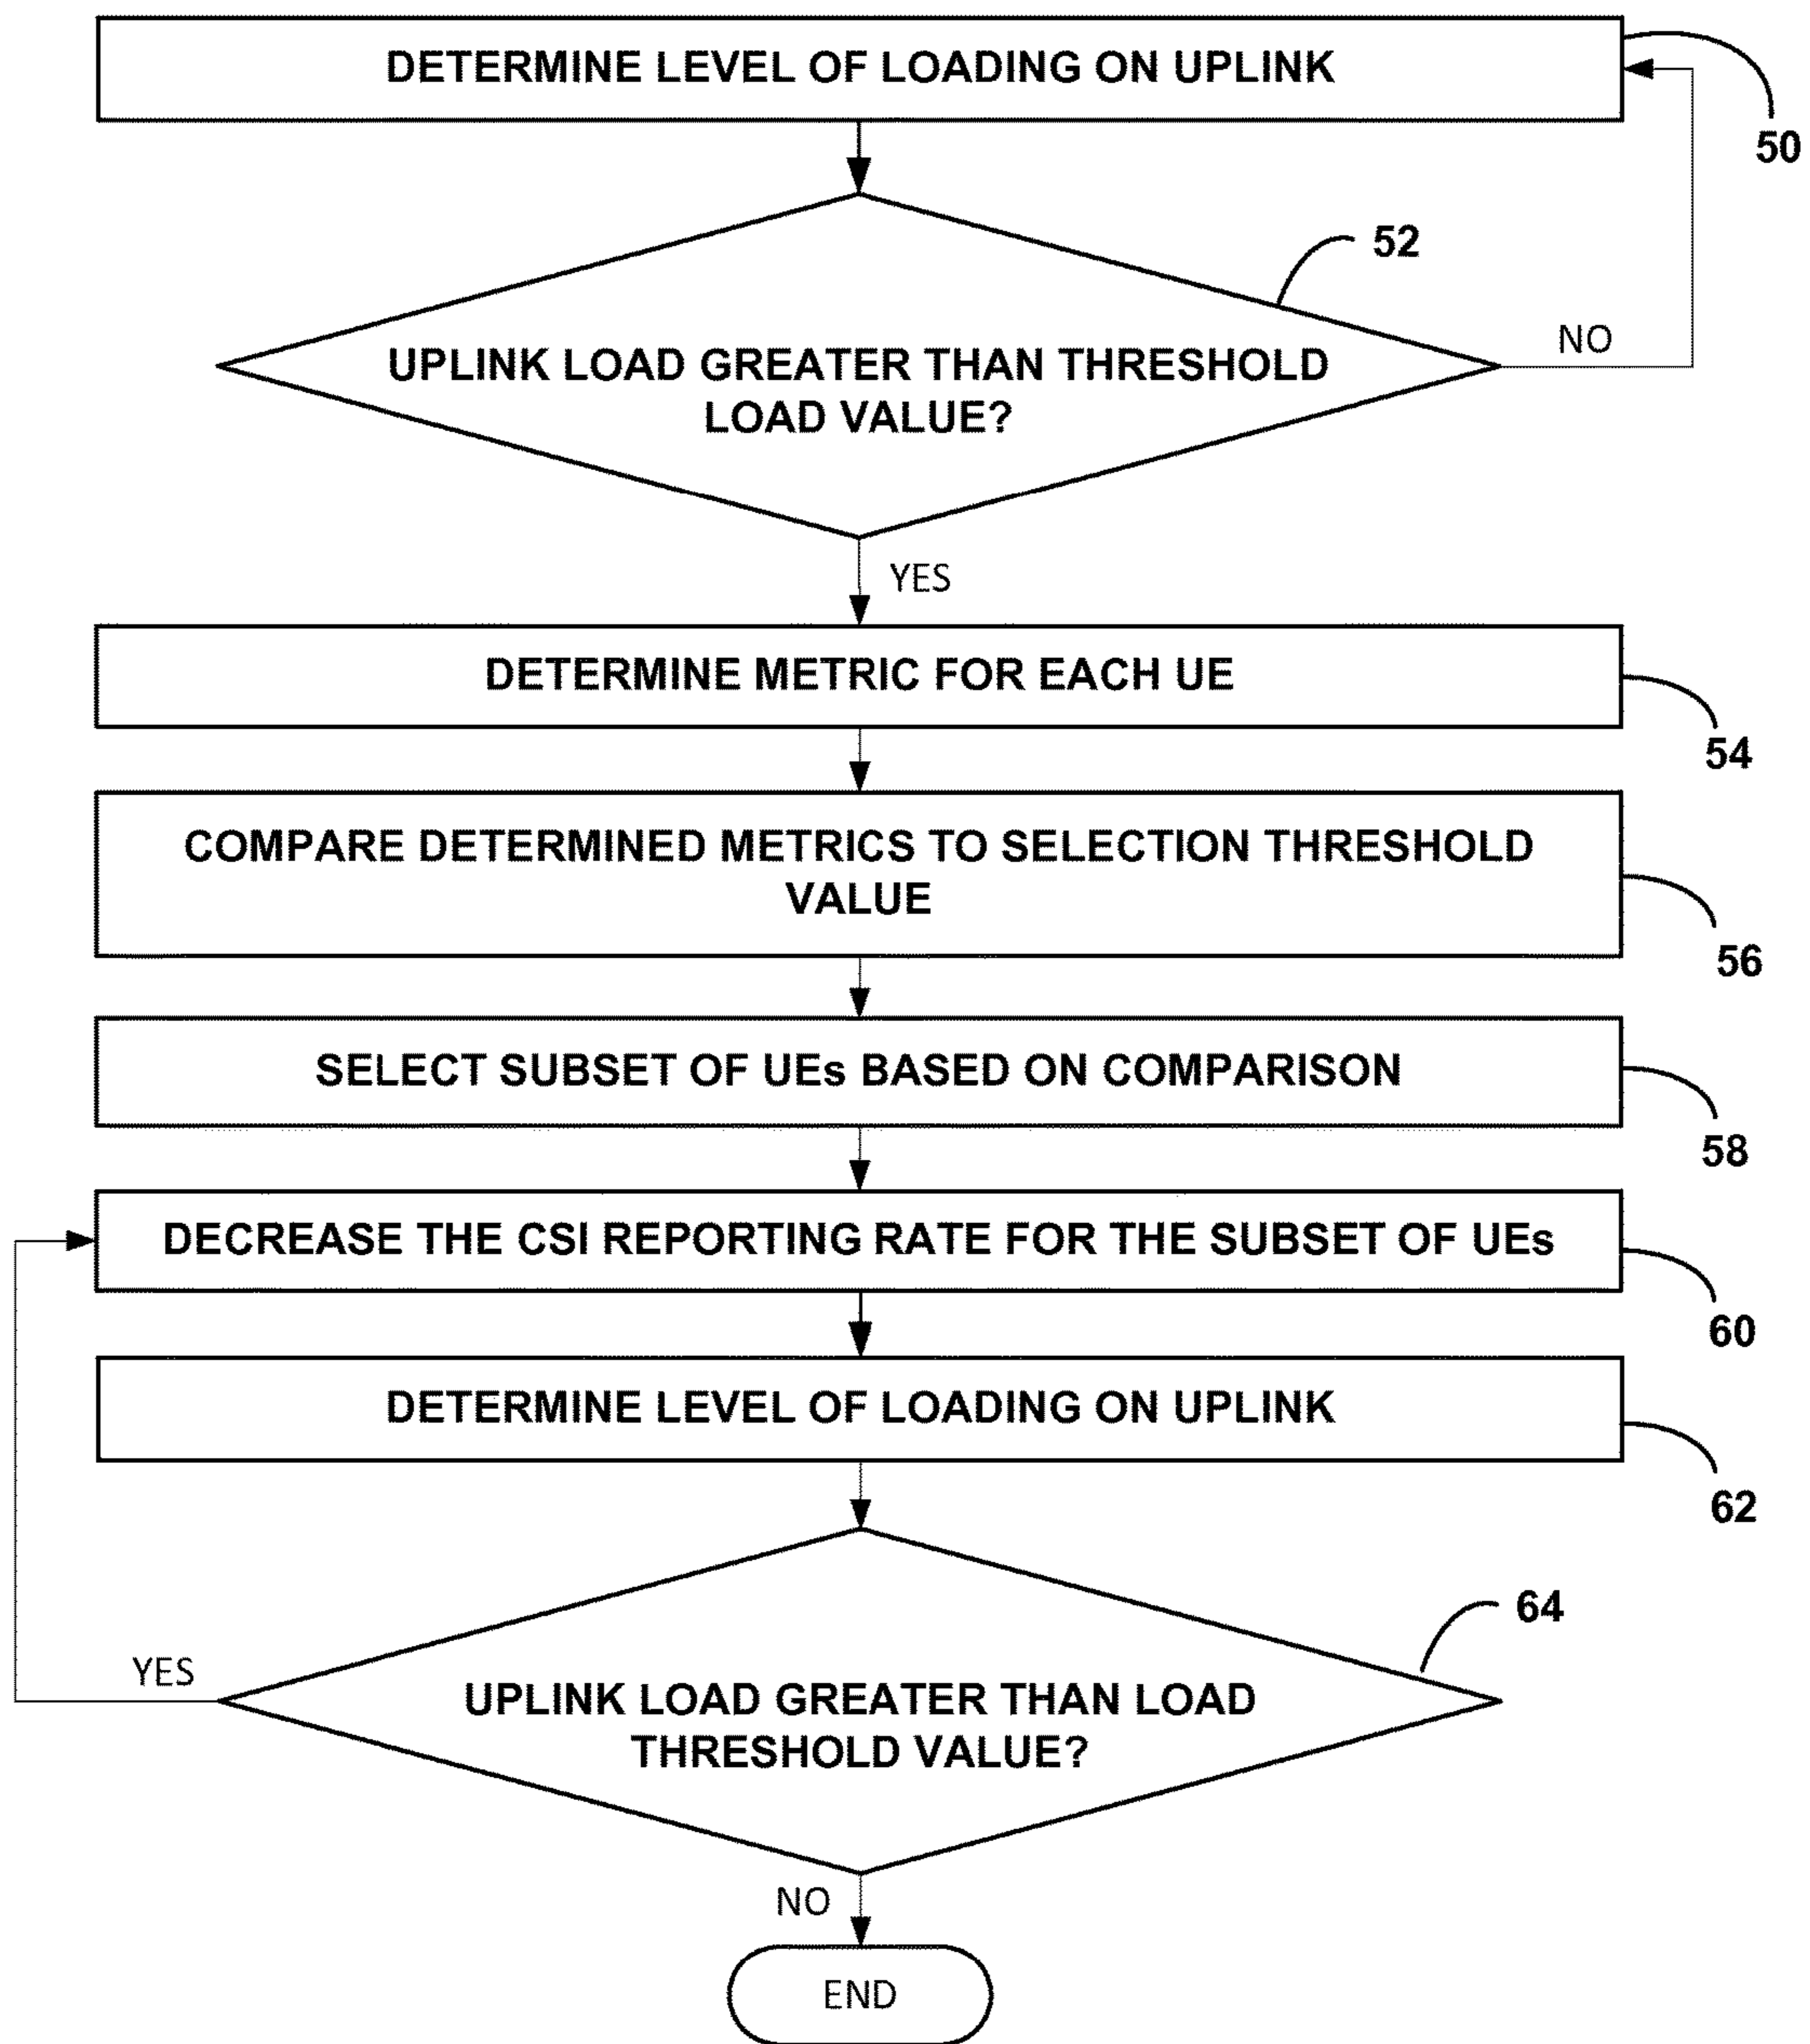 DETERMINE LEVEL OF LOADING ON UPLINK
50
52
UPLINK LOAD GREATER THAN THRESHOLD
LOAD VALUE?
NO
YES
DETERMINE METRIC FOR EACH UE
54
COMPARE DETERMINED METRICS TO SELECTION THRESHOLD
VALUE
56
SELECT SUBSET OF UEs BASED ON COMPARISON
58
DECREASE THE CSI REPORTING RATE FOR THE SUBSET OF UEs
60
DETERMINE LEVEL OF LOADING ON UPLINK
62
64
YES
UPLINK LOAD GREATER THAN LOAD
THRESHOLD VALUE?
NO
END